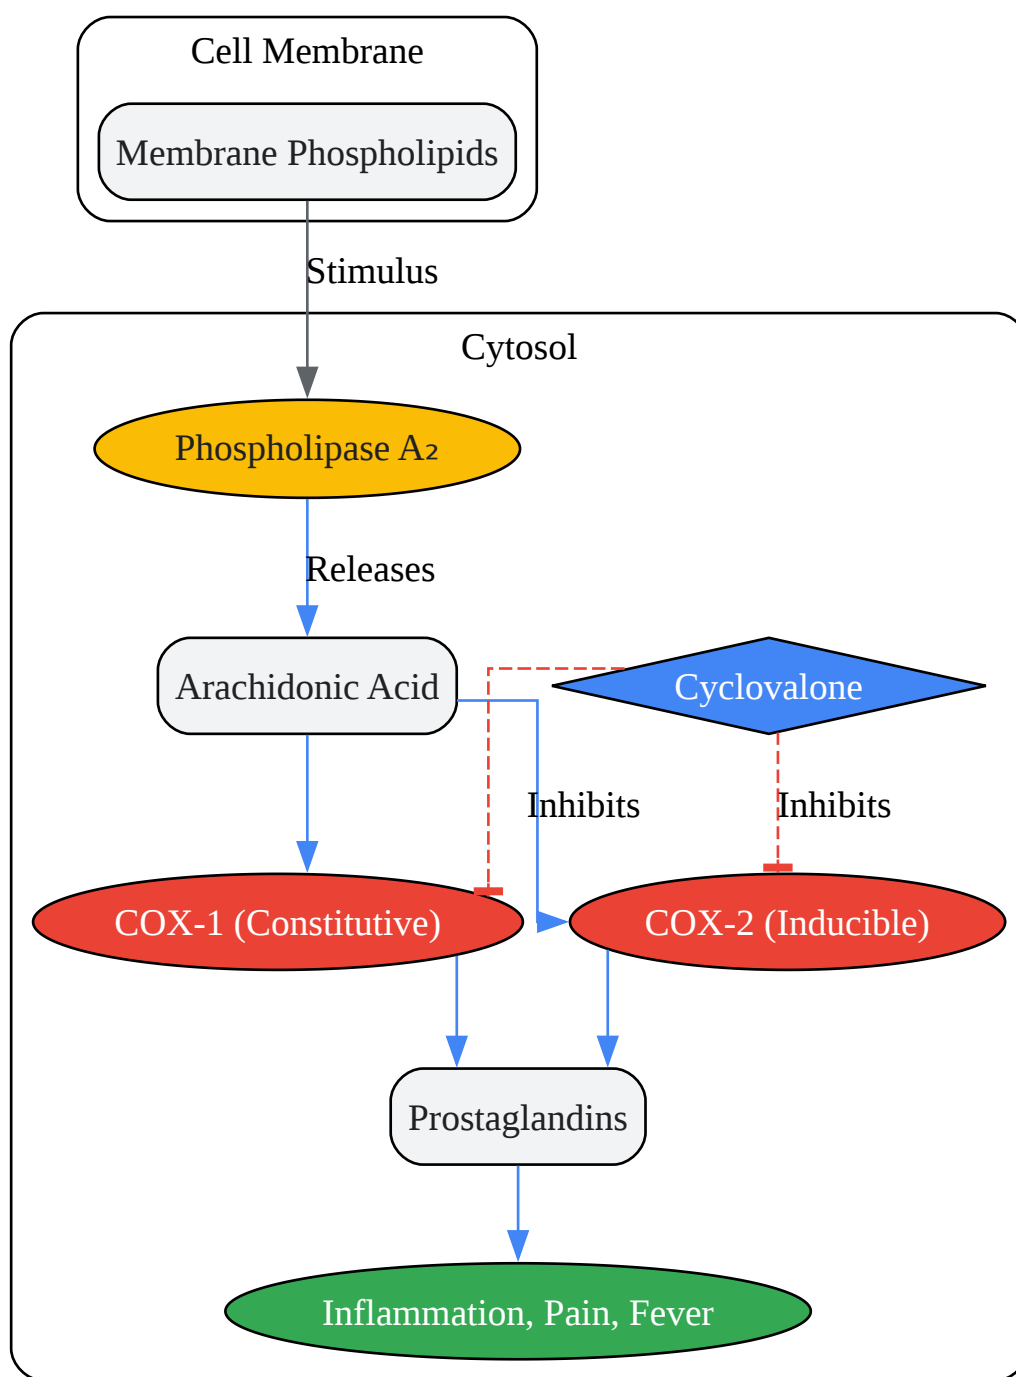 Cell Membrane
Membrane Phospholipids
Stimulus
Cytosol
Phospholipase A₂
Releases
Arachidonic Acid
Cyclovalone
Inhibits
Inhibits
COX-1 (Constitutive)
COX-2 (Inducible)
Prostaglandins
Inflammation, Pain, Fever